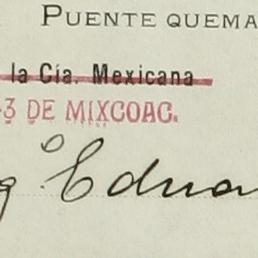 PUENTE QUEMA
la Cía. Mexicana
-3 DE MIXCOAC.
g. Eduar